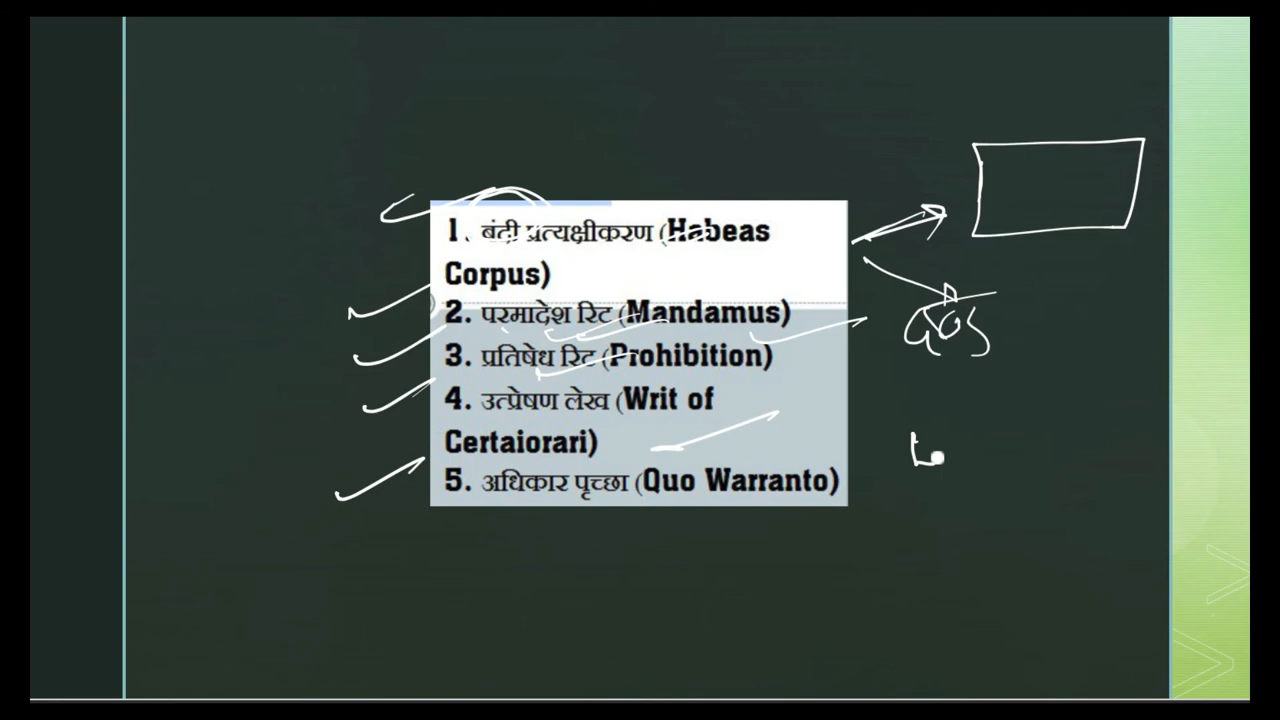 1. बंदी प्रत्यक्षीकरण (Habeas
Corpus)
2. परमादेश रिट (Mandamus)
3. प्रतिषेध रिट (Prohibition)
4. उत्प्रेषण लेख (Writ of
Certaiorari)
5. अधिकार पृच्छा (Quo Warranto)